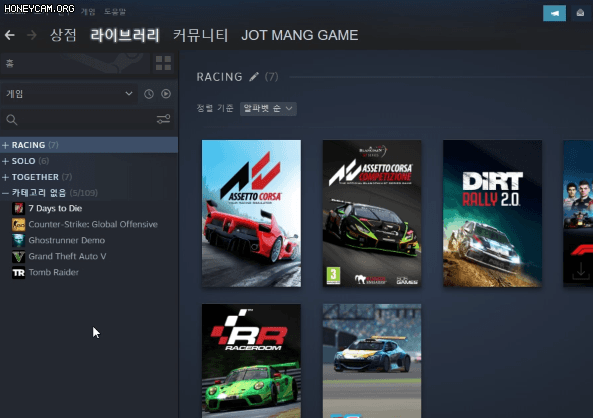 HONEYCAM.ORG
게임 도움말
상점 라이브러리 커뮤니티 JOT MANG GAME
홈
게임
RACING (7)
SOLO (6)
TOGETHER (7)
카테고리 없음 (5/109)
7 Days to Die
Counter-Strike: Global Offensive
Ghostrunner Demo
Grand Theft Auto V
TR Tomb Raider
RACING (7)
정렬 기준 알파벳 순
ASSETTO CORSA
ASSETTO CORSA
COMPETIZIONE
3
DiRT
RALLY 2.0
RR
RACEROOM